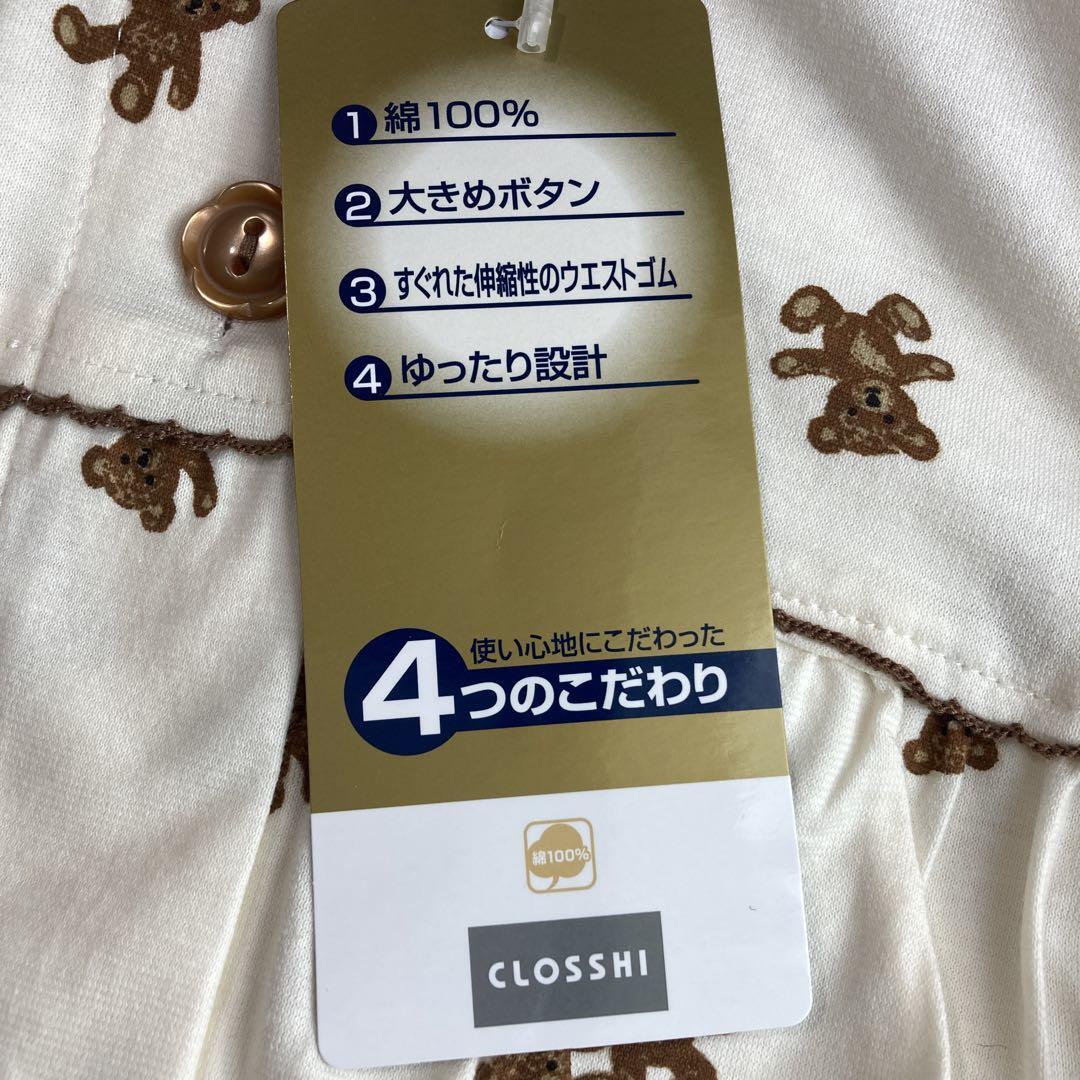 1 綿100%
2 大きめボタン
3 すぐれた伸縮性のウエストゴム
4 ゆったり設計
使い心地にこだわった
4つのこだわり
綿100%
CLOSSHI